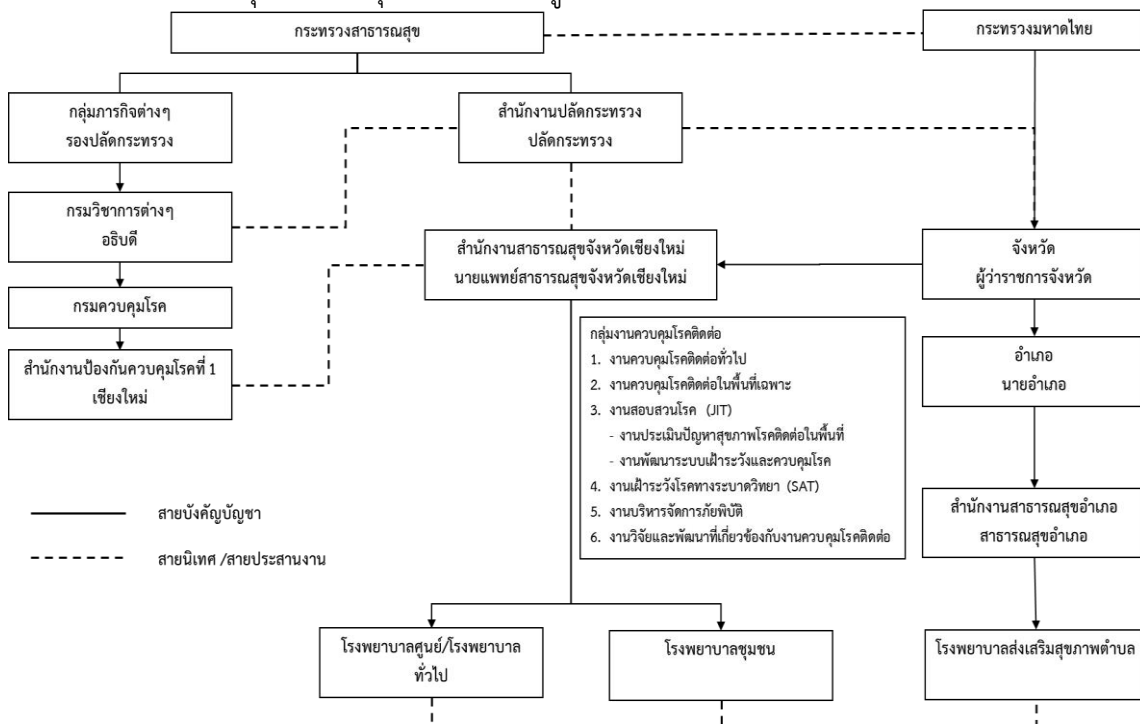 กระทรวงสาธารณสุข
กระทรวงมหาดไทย
กลุ่มภารกิจต่างๆ
รองปลัดกระทรวง
สำนักงานปลัดกระทรวง
ปลัดกระทรวง
กรมวิชาการต่างๆ
อธิบดี
สำนักงานสาธารณสุขจังหวัดเชียงใหม่
นายแพทย์สาธารณสุขจังหวัดเชียงใหม่
จังหวัด
ผู้ว่าราชการจังหวัด
กรมควบคุมโรค
สำนักงานป้องกันควบคุมโรคที่ 1
เชียงใหม่
กลุ่มงานควบคุมโรคติดต่อ
1. งานควบคุมโรคติดต่อทั่วไป
2. งานควบคุมโรคติดต่อในพื้นที่เฉพาะ
3. งานสอบสวนโรค (JIT)
- งานประเมินปัญหาสุขภาพโรคติดต่อในพื้นที่
- งานพัฒนาระบบเฝ้าระวังและควบคุมโรค
4. งานเฝ้าระวังโรคทางระบาดวิทยา (SAT)
5. งานบริหารจัดการภัยพิบัติ
6. งานวิจัยและพัฒนาที่เกี่ยวข้องกับงานควบคุมโรคติดต่อ
อำเภอ
นายอำเภอ
สำนักงานสาธารณสุขอำเภอ
สาธารณสุขอำเภอ
สายบังคัญบัญชา
สายนิเทศ /สายประสานงาน
โรงพยาบาลศูนย์/โรงพยาบาล
ทั่วไป
โรงพยาบาลชุมชน
โรงพยาบาลส่งเสริมสุขภาพตำบล